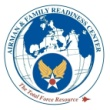 AIRMAN & FAMILY READINESS CENTER
The Total Force Resource